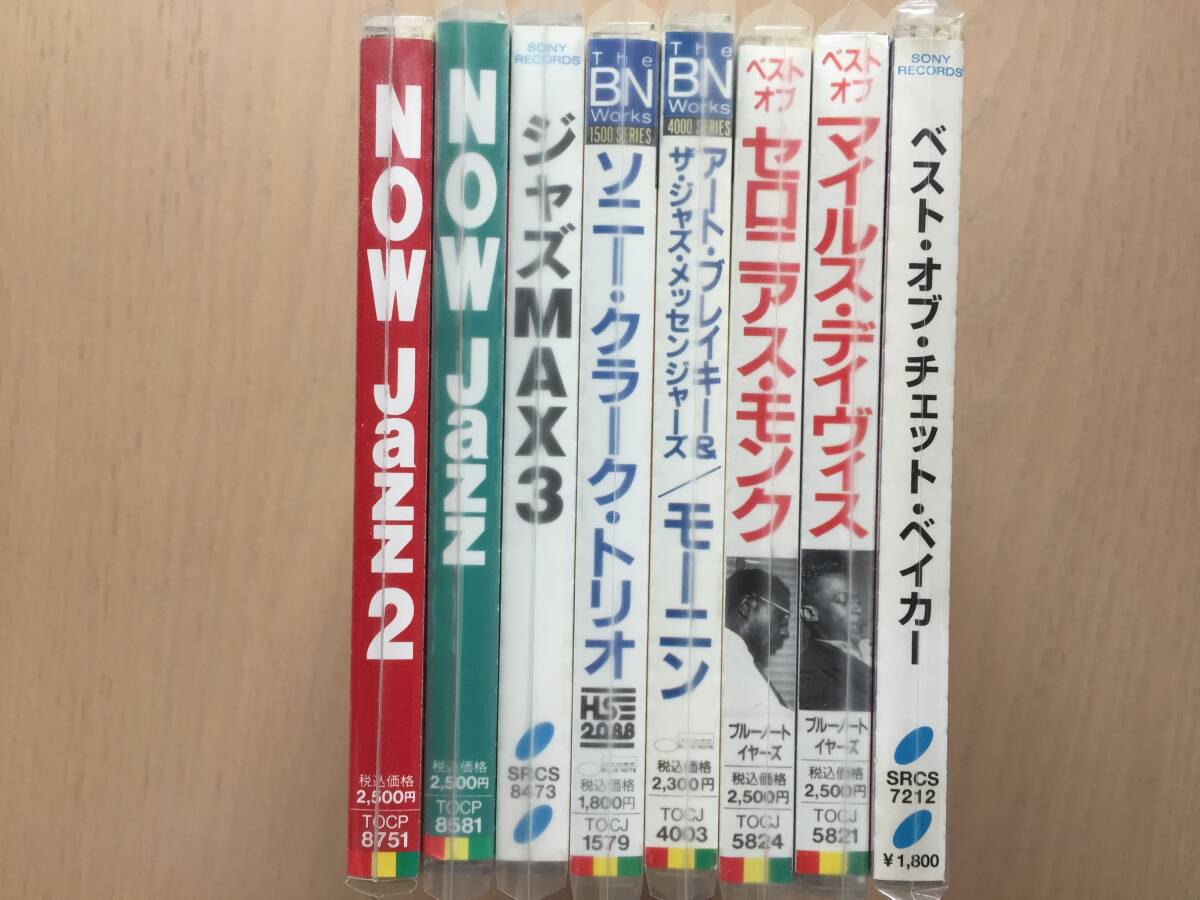 NOW Jazz 2
税込価格
2,500円
TOCP
8751
NOW Jazz
税込価格
2,500円
TOCP
8581
SONY
RECORDS
ジャズMAX3
SRCS
8473
The
BN
Works
1500 SERIES
ソニー・クラーク・トリオ
HSE
20.88
BLUE NOTE
税込価格
1,800円
TOCJ
1579
The
BN
Works
4000 SERIES
アート・ブレイキー&
ザ・ジャズ・メッセンジャーズ
/モーニン
BLUE NOTE
税込価格
2,300円
TOCJ
4003
ベスト
オブ
セロニアス・モンク
ブルーノート
イヤーズ
税込価格
2,500円
TOCJ
5824
ベスト
オブ
マイルス・デイヴィス
ブルーノート
イヤーズ
税込価格
2,500円
TOCJ
5821
SONY
RECORDS
ベスト・オブ・チェット・ベイカー
SRCS
7212
¥1,800